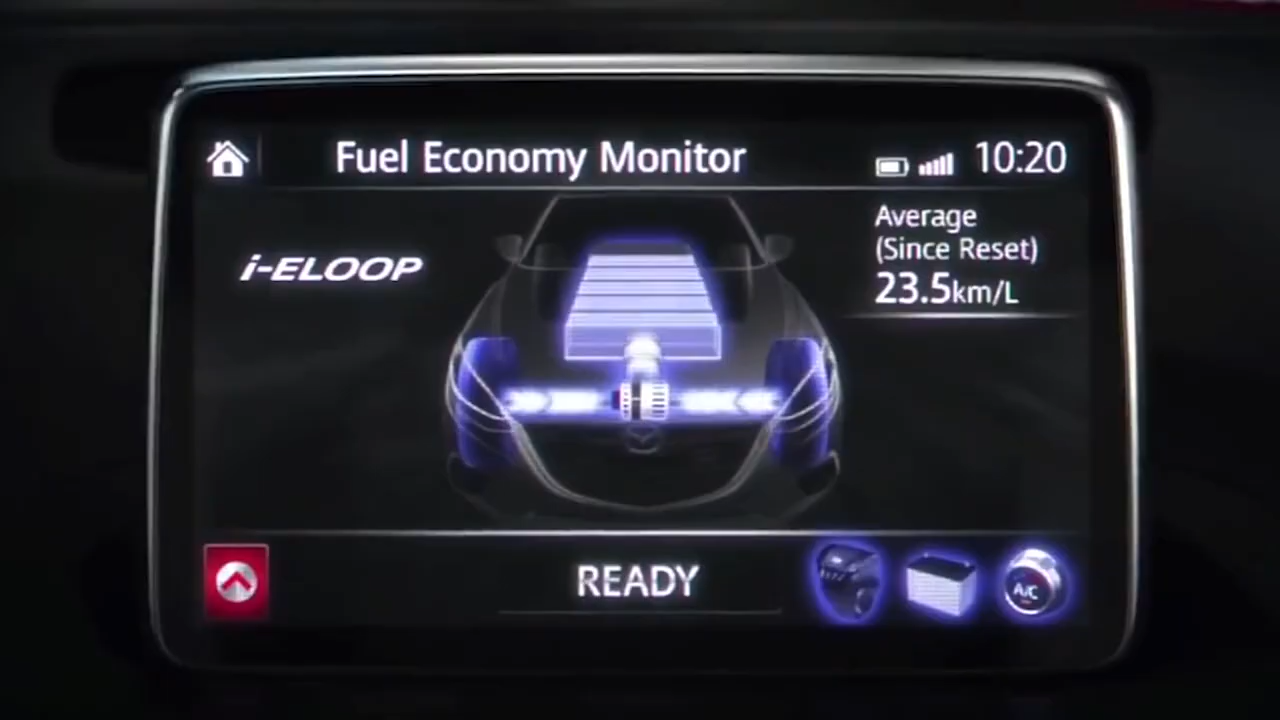 Fuel Economy Monitor
10:20
i-ELOOP
Average
(Since Reset)
23.5km/L
READY
A/C